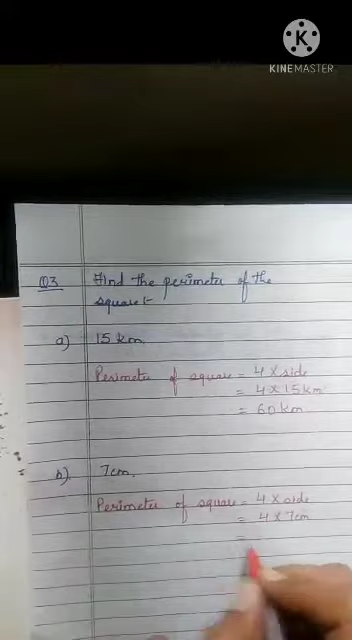 K
KINEMASTER
Q3 Find the perimeter of the
square:-
a) 15 km
Perimeter of square = 4 × side
= 4 × 15 km
= 60 km
b) 7cm.
Perimeter of square = 4 × side
= 4 × 7cm
=